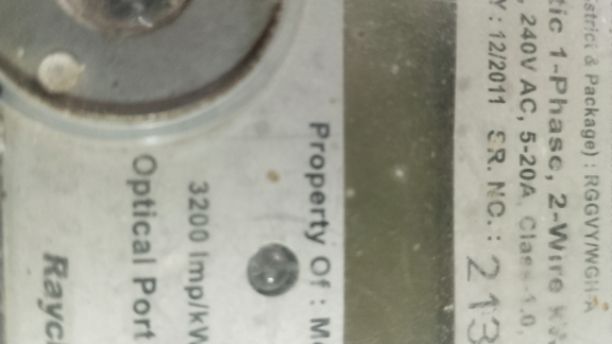 strict & Package) : RGGVY/WGH-A
tic 1-Phase, 2-Wire
, 240V AC, 5-20A, Class-1.0,
Y : 12/2011 SR. NO. : 213
Property Of : M
3200 Imp/kW
Optical Port
Rayc